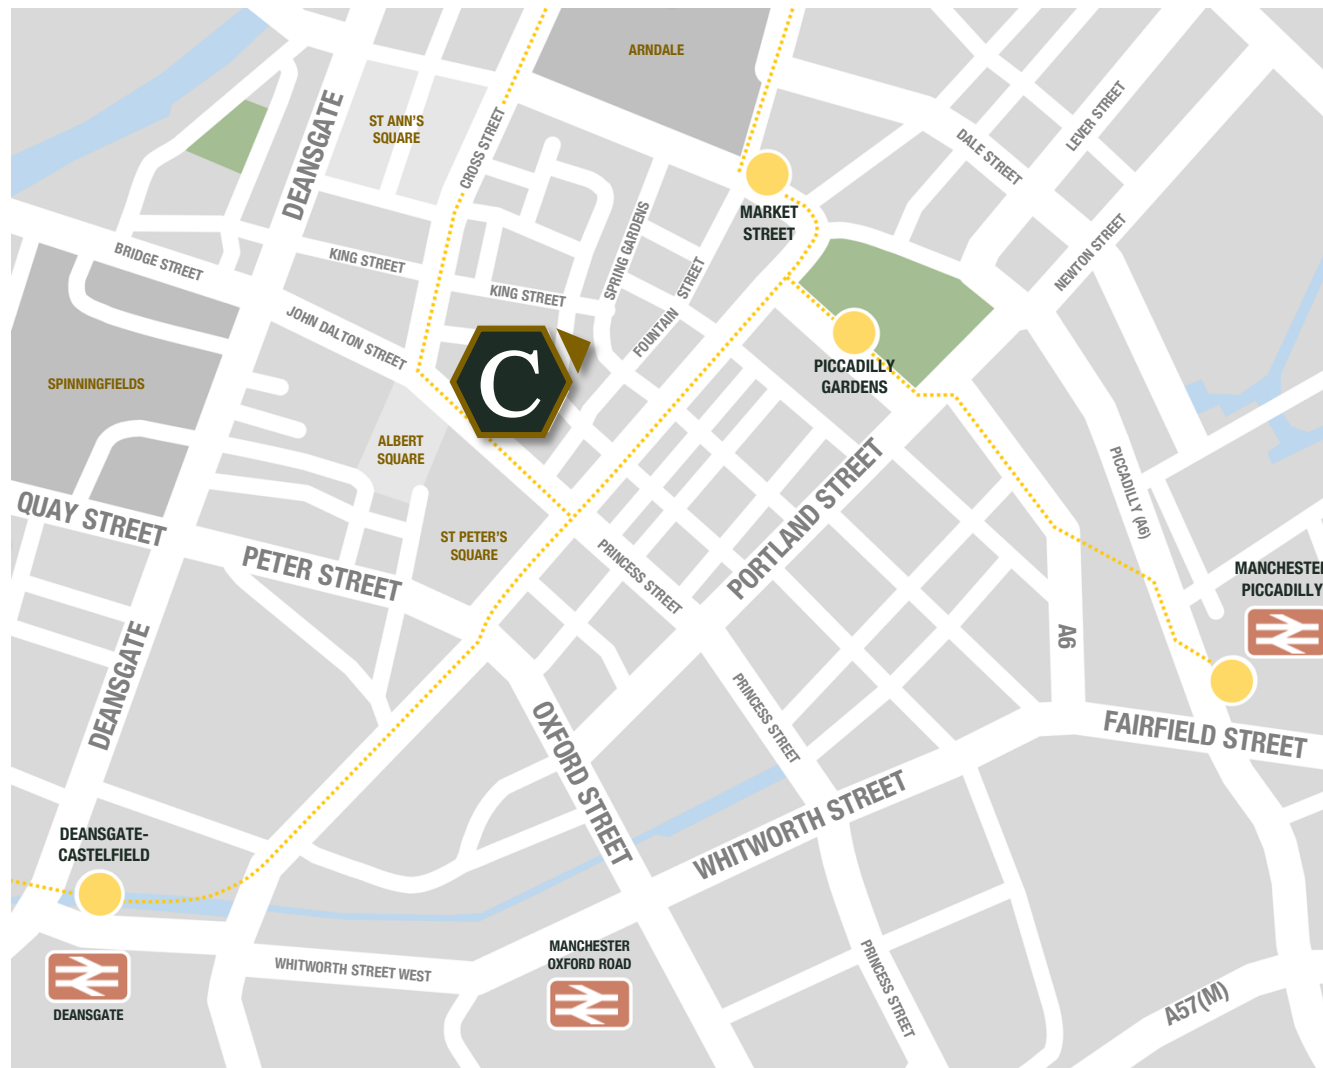 ARNDALE
ST ANN'S
SQUARE
DEANSGATE
CROSS STREET
LEVER STREET
DALE STREET
MARKET
STREET
NEWTON STREET
BRIDGE STREET
KING STREET
SPRING GARDENS
KING STREET
FOUNTAIN STREET
JOHN DALTON STREET
C
SPINNINGFIELDS
PICCADILLY
GARDENS
ALBERT
SQUARE
PICCADILLY (A6)
PORTLAND STREET
QUAY STREET
ST PETER'S
SQUARE
PETER STREET
PRINCESS STREET
MANCHESTER
PICCADILLY
A6
DEANSGATE
PRINCESS STREET
OXFORD STREET
FAIRFIELD STREET
WHITWORTH STREET
DEANSGATE-
CASTELFIELD
MANCHESTER
OXFORD ROAD
WHITWORTH STREET WEST
PRINCESS STREET
A57(M)
DEANSGATE